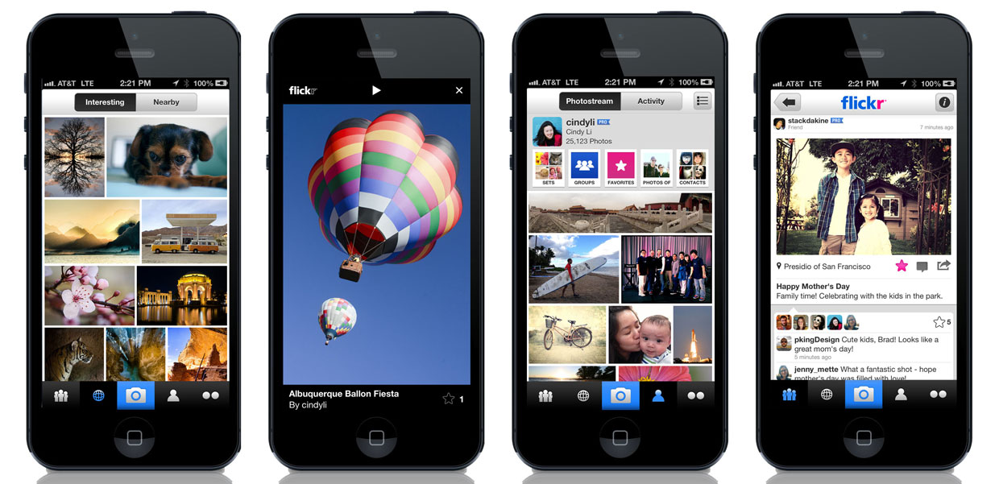 AT&T LTE 2:21 PM 100%
Interesting Nearby
flickr
Albuquerque Ballon Fiesta
By cindyli
1
AT&T LTE 2:21 PM 100%
Photostream Activity
cindyli PRO
Cindy Li
25,123 Photos
SETS GROUPS FAVORITES PHOTOS OF CONTACTS
AT&T LTE 2:21 PM 100%
flickr
stackdakine PRO
Friend 7 minutes ago
Presidio of San Francisco
Happy Mother's Day
Family time! Celebrating with the kids in the park.
5
pkingDesign Cute kids, Brad! Looks like a
great mom's day!
5 minutes ago
jenny_mette What a fantastic shot - hope
mother's day was filled with love!